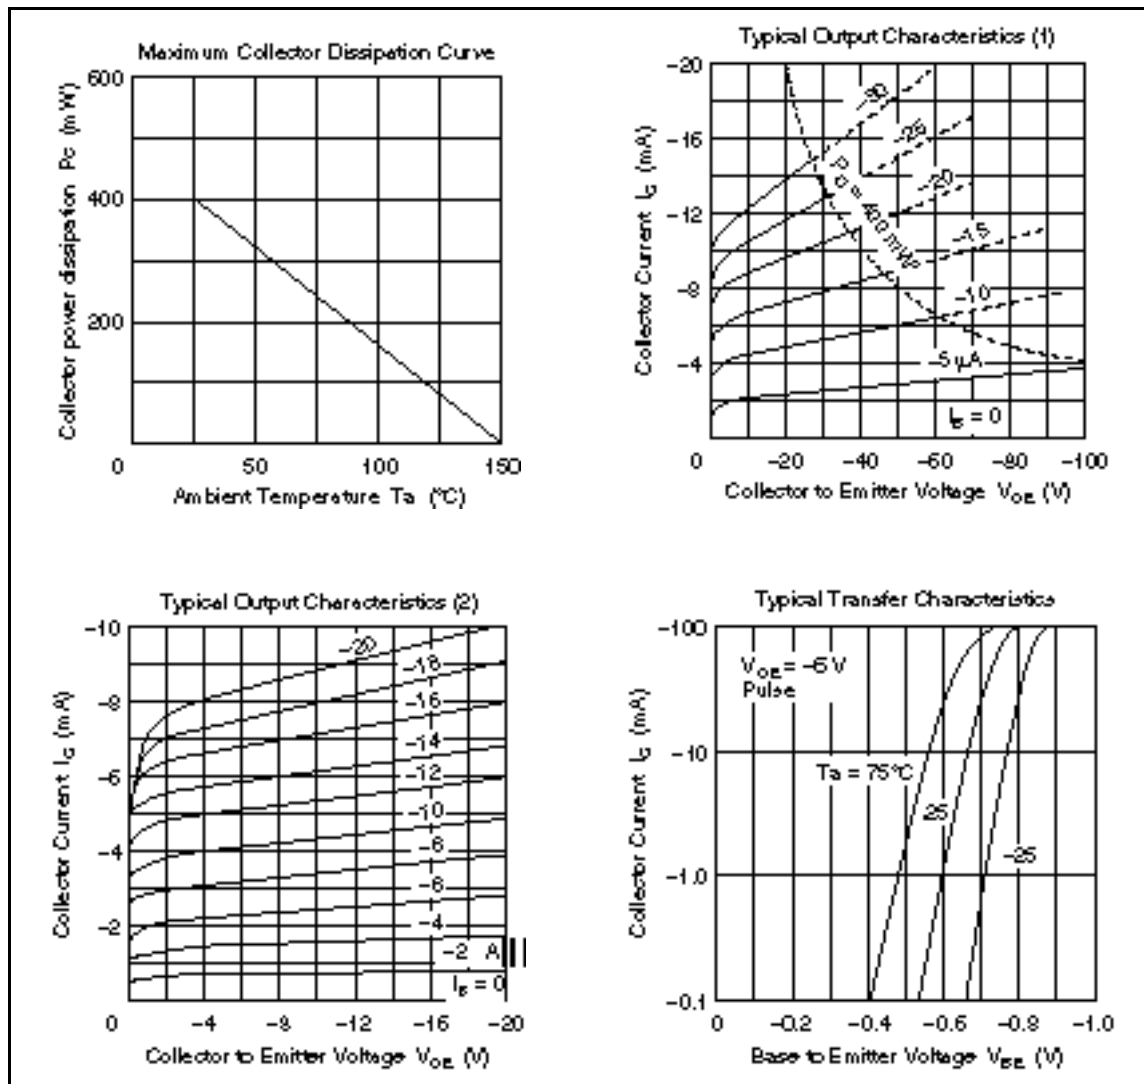 Maximum Collector Dissipation Curve
600
400
200
0
50
100
150
Collector power dissipation Pc (mW)
Ambient Temperature Ta (°C)
Typical Output Characteristics (1)
−20
−16
−12
−8
−4
0
−20
−40
−60
−80
−100
−30
−25
−20
−15
−10
−5 µA
IB = 0
PC = 400 mW
Collector Current IC (mA)
Collector to Emitter Voltage VCE (V)
Typical Output Characteristics (2)
−10
−8
−6
−4
−2
0
−4
−8
−12
−16
−20
−20
−18
−16
−14
−12
−10
−8
−6
−4
−2 A
IB = 0
Collector Current IC (mA)
Collector to Emitter Voltage VCE (V)
Typical Transfer Characteristics
−100
−10
−1.0
−0.1
0
−0.2
−0.4
−0.6
−0.8
−1.0
VCE = −6 V
Pulse
Ta = 75°C
25
−25
Collector Current IC (mA)
Base to Emitter Voltage VBE (V)